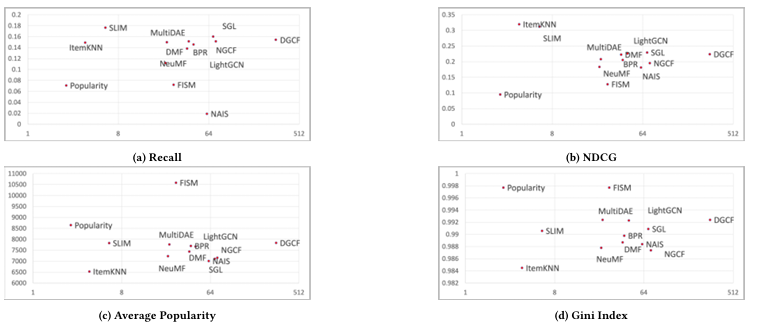 0.2
0.18
0.16
0.14
0.12
0.1
0.08
0.06
0.04
0.02
0
SLIM
ItemKNN
MultiDAE
SGL
DMF
BPR
NGCF
DGCF
NeuMF
LightGCN
Popularity
FISM
NAIS
1 8 64 512
(a) Recall
0.35
0.3
0.25
0.2
0.15
0.1
0.05
0
ItemKNN
SLIM
LightGCN
MultiDAE
DMF
SGL
DGCF
BPR
NGCF
NeuMF
NAIS
FISM
Popularity
1 8 64 512
(b) NDCG
11000
10000
9500
9000
8500
8000
7500
7000
6500
6000
FISM
Popularity
SLIM
MultiDAE
LightGCN
DGCF
BPR
NGCF
DMF
NAIS
NeuMF
SGL
ItemKNN
1 8 64 512
(c) Average Popularity
1
0.998
0.996
0.994
0.992
0.99
0.988
0.986
0.984
0.982
Popularity
FISM
MultiDAE
LightGCN
DGCF
SLIM
SGL
BPR
NAIS
DMF
NGCF
NeuMF
ItemKNN
1 8 64 512
(d) Gini Index